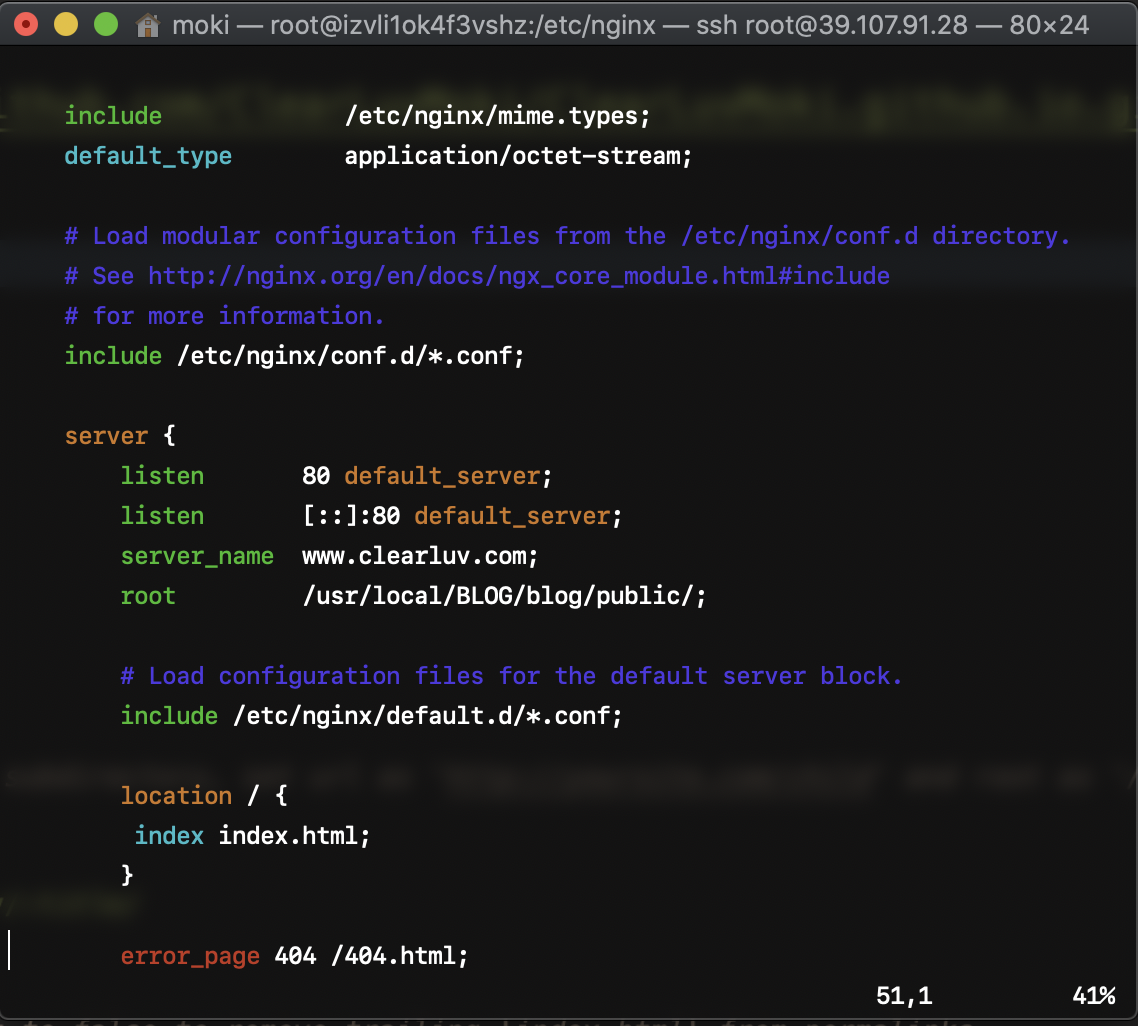 moki — root@izvli1ok4f3vshz:/etc/nginx — ssh root@39.107.91.28 — 80×24
include /etc/nginx/mime.types;
default_type application/octet-stream;
# Load modular configuration files from the /etc/nginx/conf.d directory.
# See http://nginx.org/en/docs/ngx_core_module.html#include
# for more information.
include /etc/nginx/conf.d/*.conf;
server {
listen 80 default_server;
listen [::]:80 default_server;
server_name www.clearluv.com;
root /usr/local/BLOG/blog/public/;
# Load configuration files for the default server block.
include /etc/nginx/default.d/*.conf;
location / {
index index.html;
}
error_page 404 /404.html;
51,1 41%